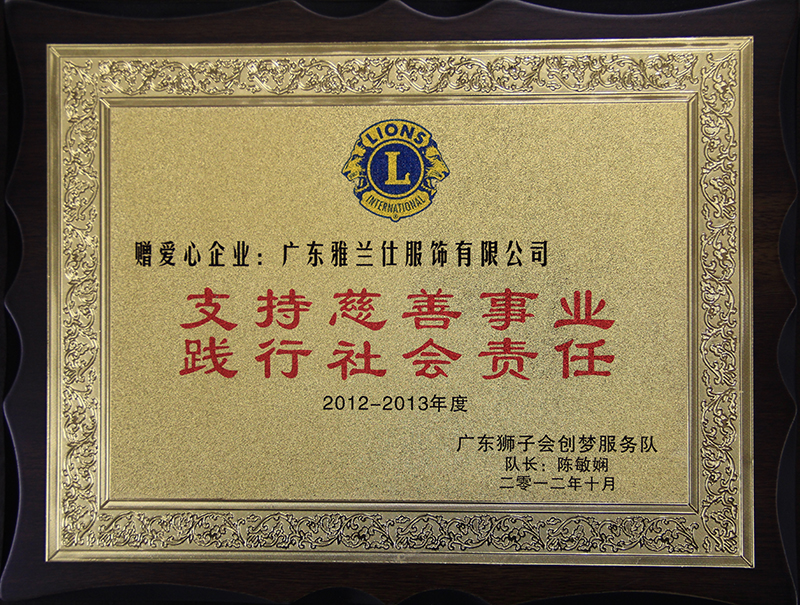 LIONS
L
INTERNATIONAL
赠爱心企业：广东雅兰仕服饰有限公司
支持慈善事业
践行社会责任
2012-2013年度
广东狮子会创梦服务队
队长：陈敏娴
二零一二年十月